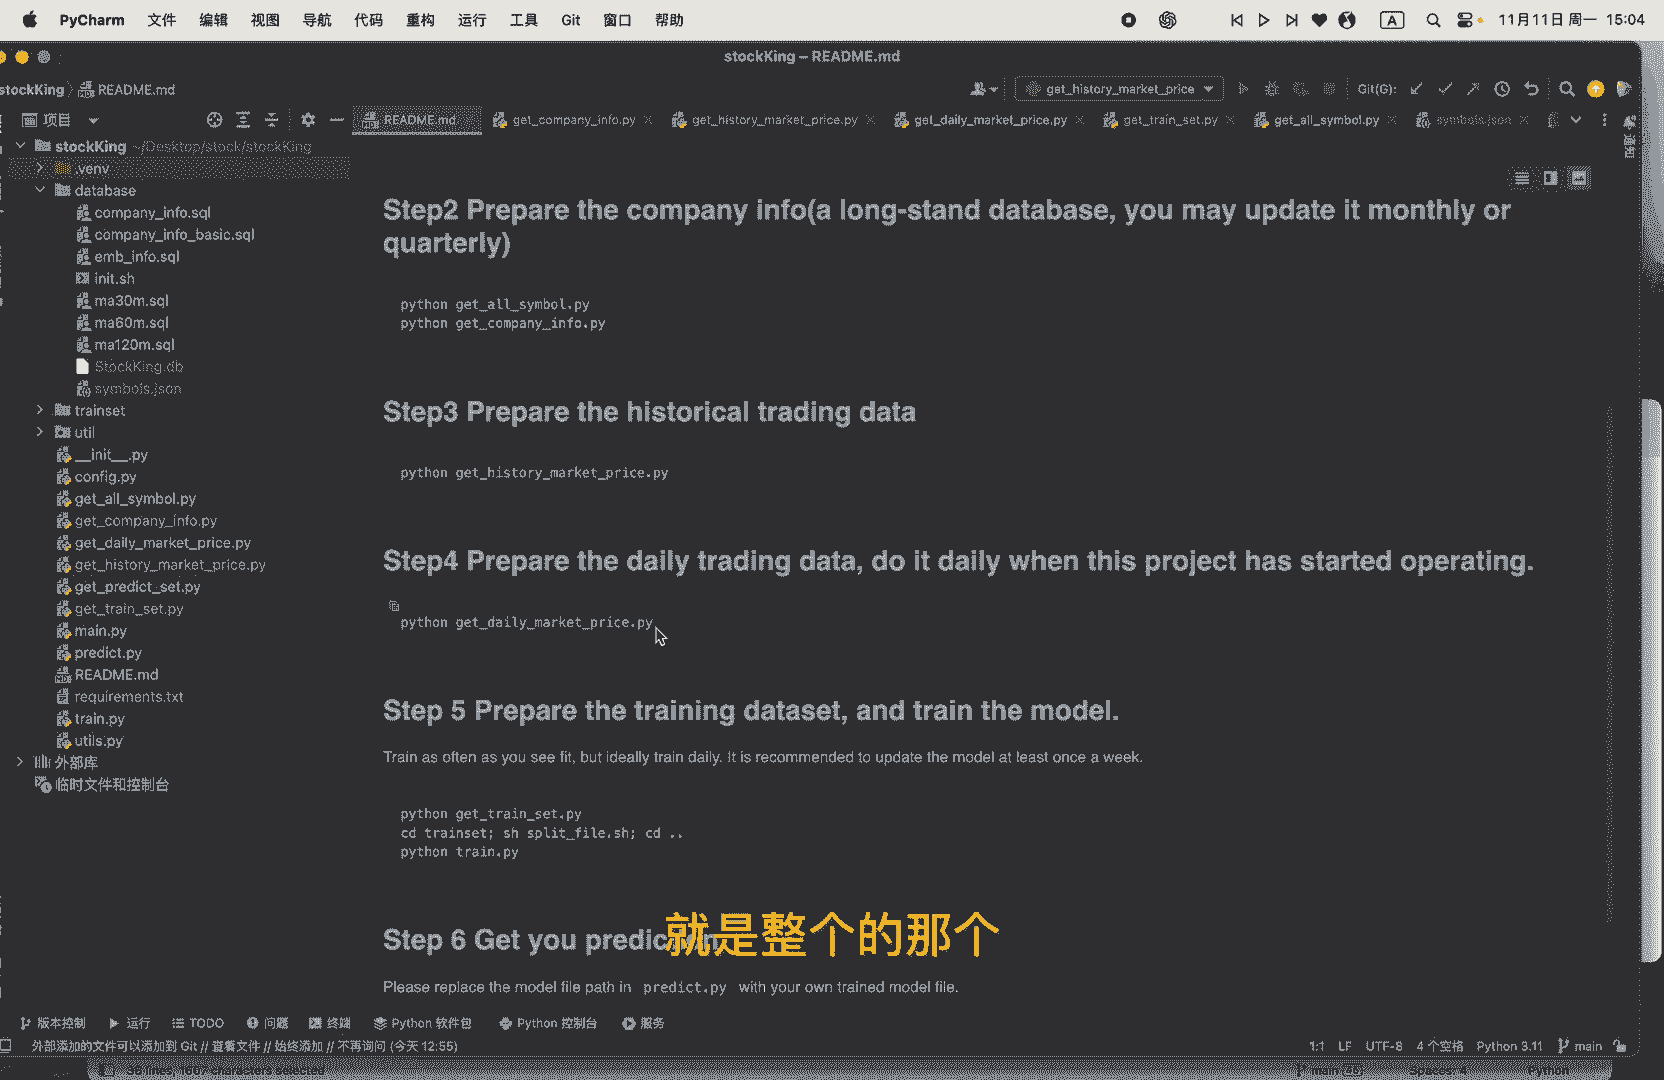 PyCharm 文件 编辑 视图 导航 代码 重构 运行 工具 Git 窗口 帮助 A 11月11日 周一 15:04
stockKing – README.md
stockKing README.md get_history_market_price Git(G):
项目 README.md get_company_info.py get_history_market_price.py get_daily_market_price.py get_train_set.py get_all_symbol.py symbols.json
通知
stockKing ~/Desktop/stock/stockKing
.venv
database
company_info.sql
company_info_basic.sql
emb_info.sql
init.sh
ma30m.sql
ma60m.sql
ma120m.sql
StockKing.db
symbols.json
trainset
util
__init__.py
config.py
get_all_symbol.py
get_company_info.py
get_daily_market_price.py
get_history_market_price.py
get_predict_set.py
get_train_set.py
main.py
predict.py
README.md
requirements.txt
train.py
utils.py
外部库
临时文件和控制台
Step2 Prepare the company info(a long-stand database, you may update it monthly or
quarterly)
python get_all_symbol.py
python get_company_info.py
Step3 Prepare the historical trading data
python get_history_market_price.py
Step4 Prepare the daily trading data, do it daily when this project has started operating.
python get_daily_market_price.py
Step 5 Prepare the training dataset, and train the model.
Train as often as you see fit, but ideally train daily. It is recommended to update the model at least once a week.
python get_train_set.py
cd trainset; sh split_file.sh; cd ..
python train.py
Step 6 Get you
就是整个的那个
Please replace the model file path in predict.py with your own trained model file.
版本控制 运行 TODO 问题 终端 Python 软件包 Python 控制台 服务
外部添加的文件可以添加到 Git // 查看文件 // 始终添加 // 不再询问 (今天 12:55) 1:1 LF UTF-8 4 个空格 Python 3.11 main
characters selected Spaces: 4 Python